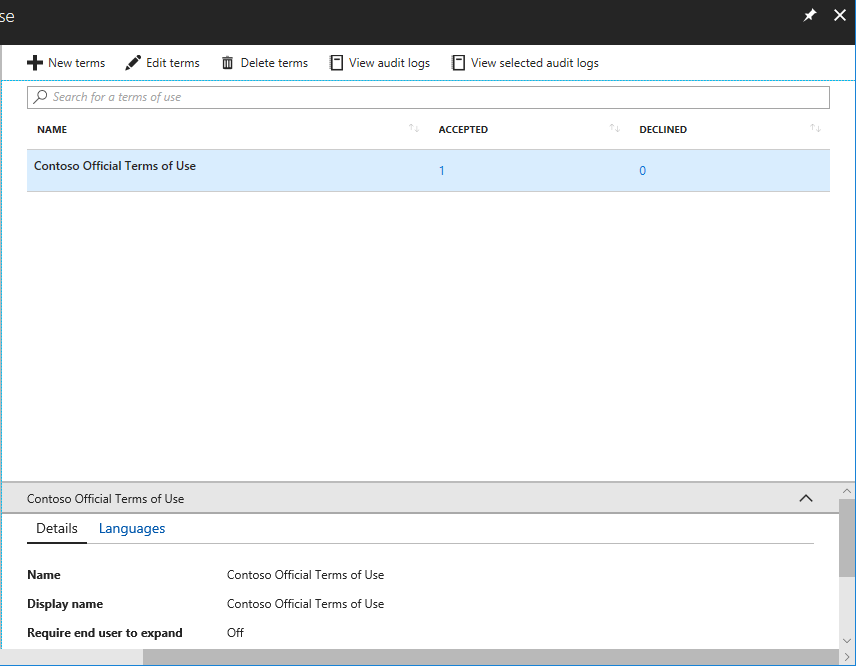 se
New terms Edit terms Delete terms View audit logs View selected audit logs
Search for a terms of use
NAME ACCEPTED DECLINED
Contoso Official Terms of Use 1 0
Contoso Official Terms of Use
Details Languages
Name Contoso Official Terms of Use
Display name Contoso Official Terms of Use
Require end user to expand Off